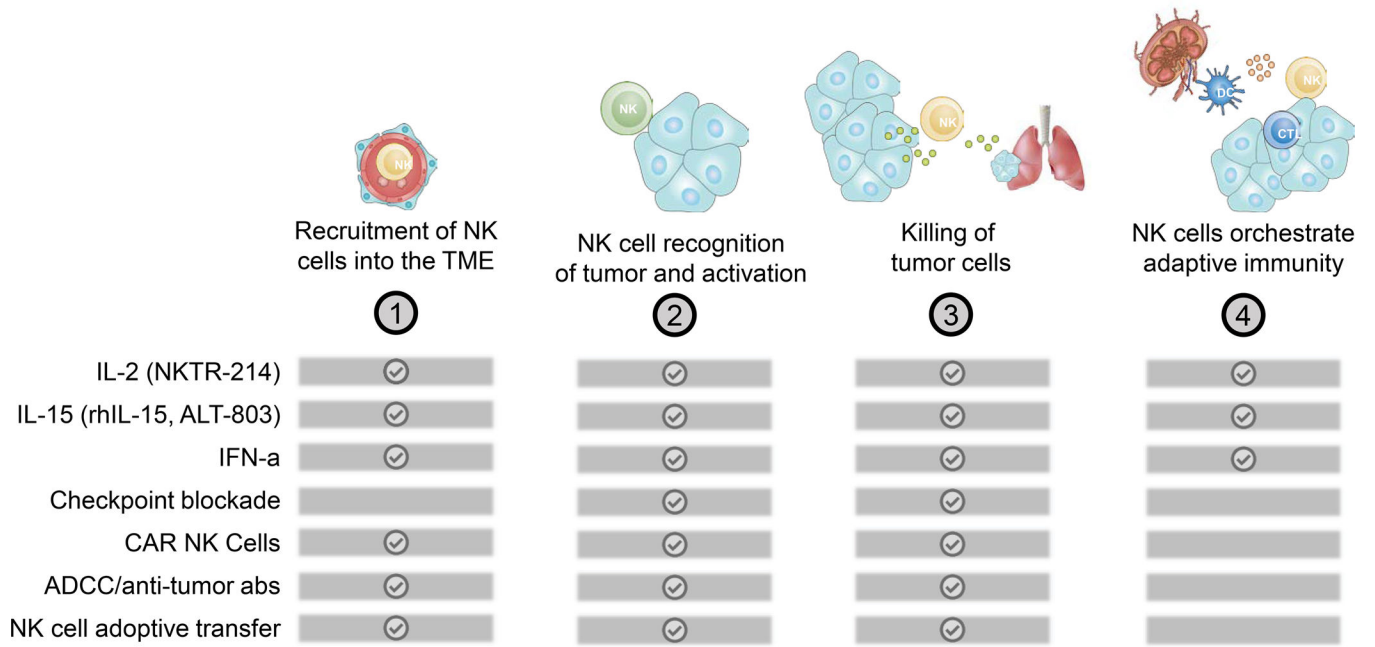 NK
NK
NK
DC
NK
CTL
Recruitment of NK
cells into the TME
NK cell recognition
of tumor and activation
Killing of
tumor cells
NK cells orchestrate
adaptive immunity
1
2
3
4
IL-2 (NKTR-214)
IL-15 (rhIL-15, ALT-803)
IFN-a
Checkpoint blockade
CAR NK Cells
ADCC/anti-tumor abs
NK cell adoptive transfer